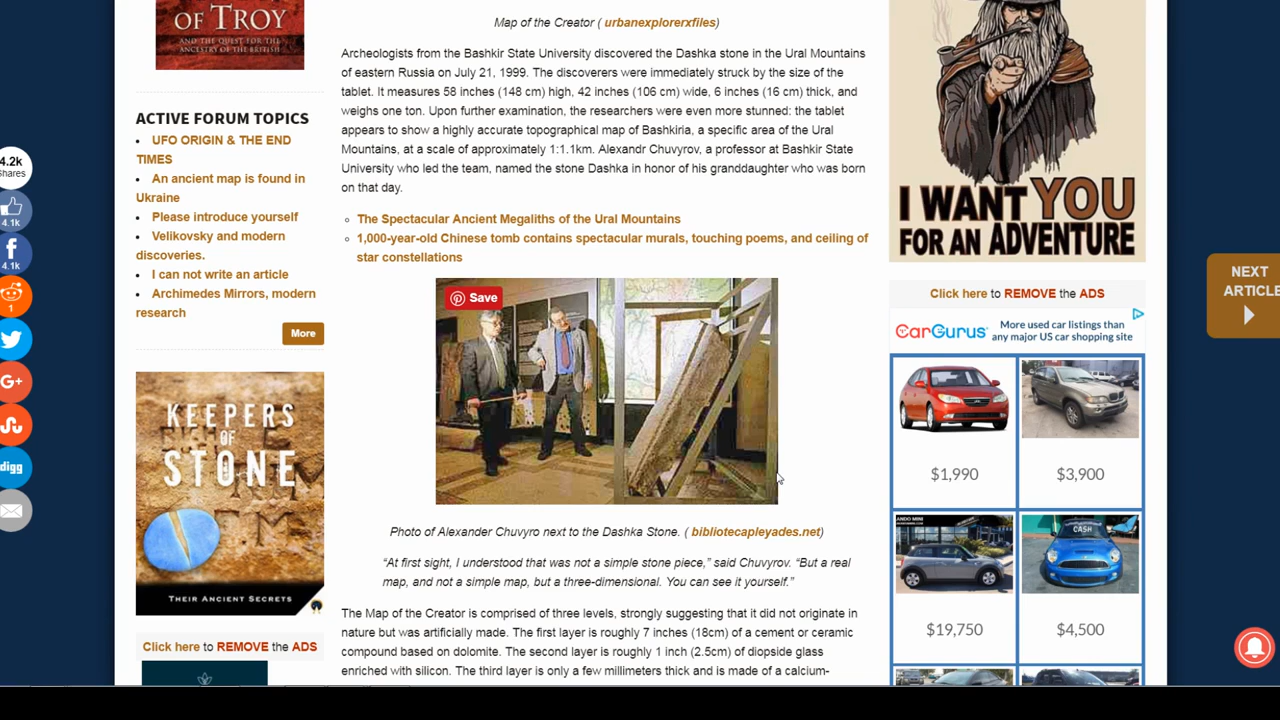 OF TROY
AND THE QUEST FOR THE
ANCESTRY OF THE BRITISH
4.2k
Shares
4.1k
4.1k
1
digg
ACTIVE FORUM TOPICS
UFO ORIGIN & THE END
TIMES
An ancient map is found in
Ukraine
Please introduce yourself
Velikovsky and modern
discoveries.
I can not write an article
Archimedes Mirrors, modern
research
More
KEEPERS
OF
STONE
THEIR ANCIENT SECRETS
Click here to REMOVE the ADS
Map of the Creator ( urbanexplorerxfiles)
Archeologists from the Bashkir State University discovered the Dashka stone in the Ural Mountains
of eastern Russia on July 21, 1999. The discoverers were immediately struck by the size of the
tablet. It measures 58 inches (148 cm) high, 42 inches (106 cm) wide, 6 inches (16 cm) thick, and
weighs one ton. Upon further examination, the researchers were even more stunned: the tablet
appears to show a highly accurate topographical map of Bashkiria, a specific area of the Ural
Mountains, at a scale of approximately 1:1.1km. Alexandr Chuvyrov, a professor at Bashkir State
University who led the team, named the stone Dashka in honor of his granddaughter who was born
on that day.
The Spectacular Ancient Megaliths of the Ural Mountains
1,000-year-old Chinese tomb contains spectacular murals, touching poems, and ceiling of
star constellations
Save
Photo of Alexander Chuvyro next to the Dashka Stone. ( bibliotecapleyades.net)
“At first sight, I understood that was not a simple stone piece,” said Chuvyrov. “But a real
map, and not a simple map, but a three-dimensional. You can see it yourself.”
The Map of the Creator is comprised of three levels, strongly suggesting that it did not originate in
nature but was artificially made. The first layer is roughly 7 inches (18cm) of a cement or ceramic
compound based on dolomite. The second layer is roughly 1 inch (2.5cm) of diopside glass
enriched with silicon. The third layer is only a few millimeters thick and is made of a calcium-
I WANT YOU
FOR AN ADVENTURE
Click here to REMOVE the ADS
CarGurus
More used car listings than
any major US car shopping site
$1,990
$3,900
CASH
$19,750
$4,500
NEXT
ARTICLE